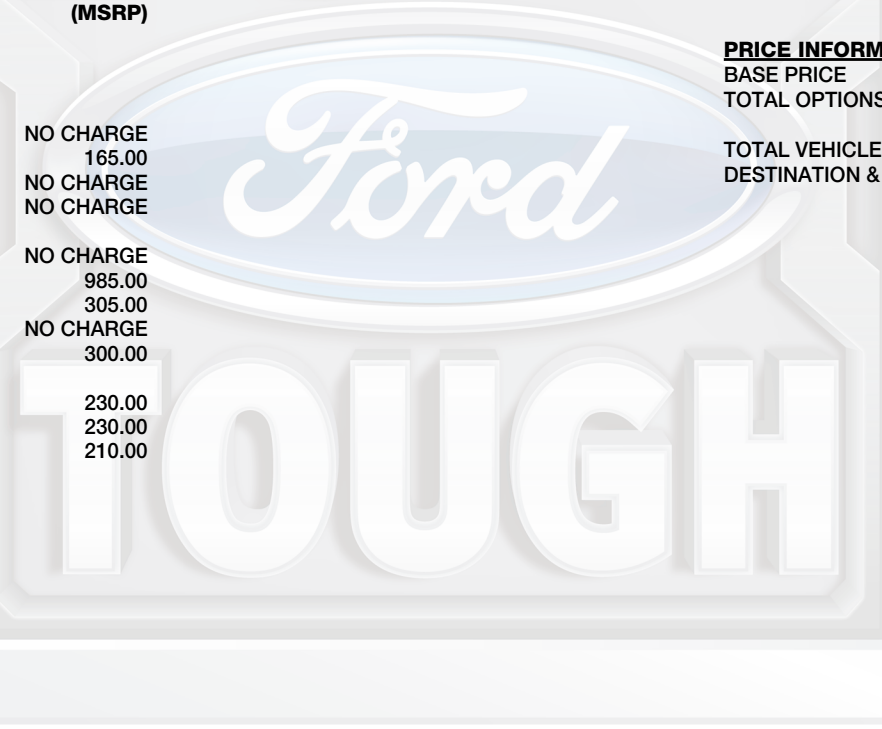 (MSRP)
NO CHARGE
165.00
NO CHARGE
NO CHARGE
NO CHARGE
985.00
305.00
NO CHARGE
300.00
230.00
230.00
210.00
PRICE INFORM
BASE PRICE
TOTAL OPTIONS
TOTAL VEHICLE
DESTINATION &
Ford
TOUGH